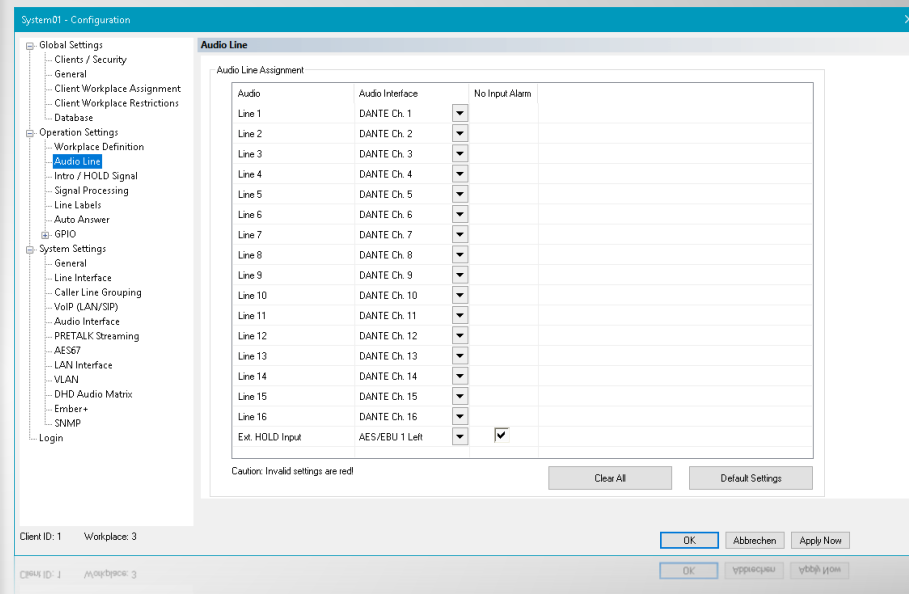 System01 - Configuration
Global Settings
Clients / Security
General
Client Workplace Assignment
Client Workplace Restrictions
Database
Operation Settings
Workplace Definition
Audio Line
Intro / HOLD Signal
Signal Processing
Line Labels
Auto Answer
GPIO
System Settings
General
Line Interface
Caller Line Grouping
VoIP (LAN/SIP)
Audio Interface
PRETALK Streaming
AES67
LAN Interface
VLAN
DHD Audio Matrix
Ember+
SNMP
Login
Audio Line
Audio Line Assignment
Audio Audio Interface No Input Alarm
Line 1 DANTE Ch. 1
Line 2 DANTE Ch. 2
Line 3 DANTE Ch. 3
Line 4 DANTE Ch. 4
Line 5 DANTE Ch. 5
Line 6 DANTE Ch. 6
Line 7 DANTE Ch. 7
Line 8 DANTE Ch. 8
Line 9 DANTE Ch. 9
Line 10 DANTE Ch. 10
Line 11 DANTE Ch. 11
Line 12 DANTE Ch. 12
Line 13 DANTE Ch. 13
Line 14 DANTE Ch. 14
Line 15 DANTE Ch. 15
Line 16 DANTE Ch. 16
Ext. HOLD Input AES/EBU 1 Left
Caution: Invalid settings are red!
Clear All Default Settings
Client ID: 1 Workplace: 3
OK Abbrechen Apply Now